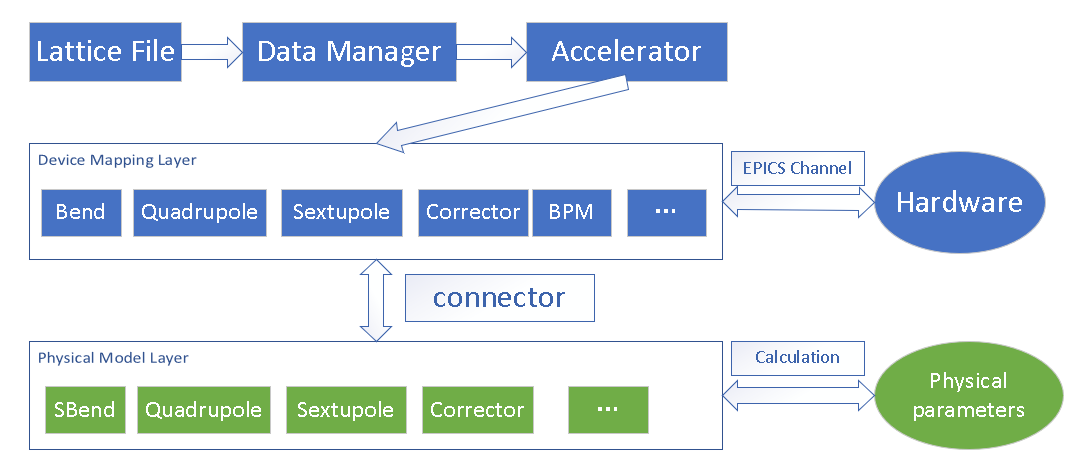 Lattice File
Data Manager
Accelerator
Device Mapping Layer
Bend
Quadrupole
Sextupole
Corrector
BPM
...
EPICS Channel
Hardware
connector
Physical Model Layer
SBend
Quadrupole
Sextupole
Corrector
...
Calculation
Physical
parameters